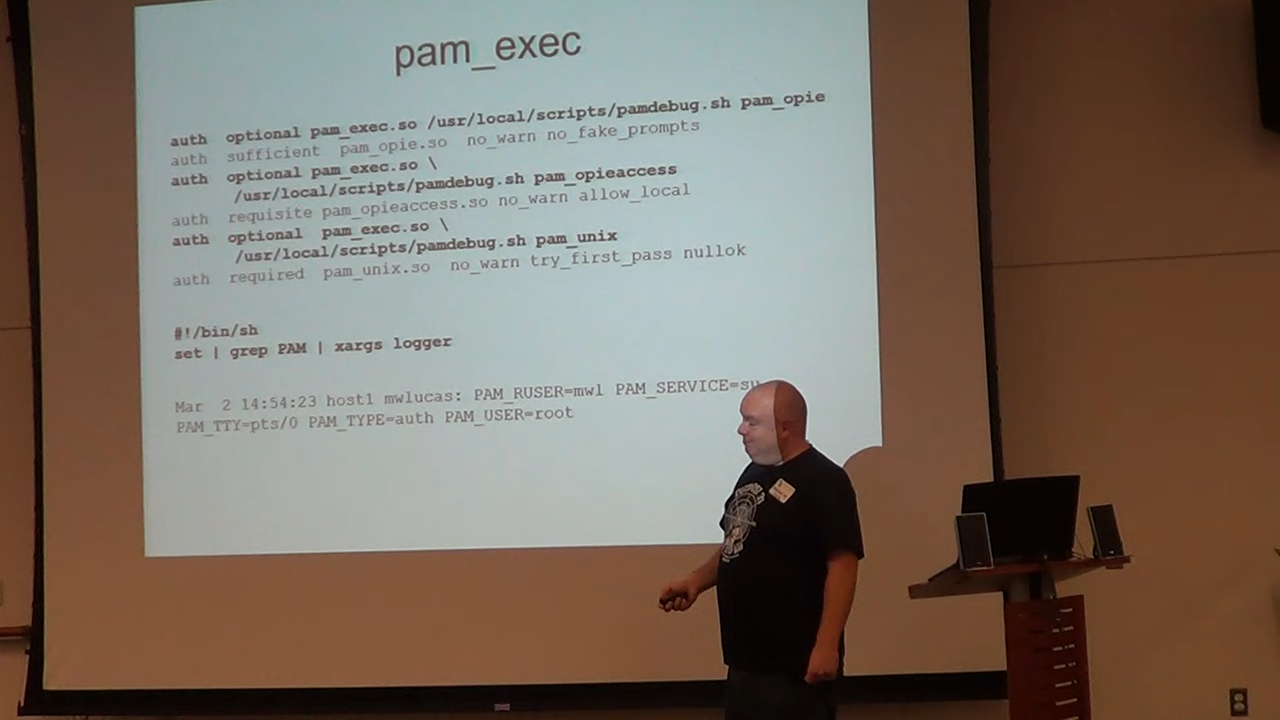 pam_exec
auth optional pam_exec.so /usr/local/scripts/pamdebug.sh pam_opie
auth sufficient pam_opie.so no_warn no_fake_prompts
auth optional pam_exec.so \
/usr/local/scripts/pamdebug.sh pam_opieaccess
auth requisite pam_opieaccess.so no_warn allow_local
auth optional pam_exec.so \
/usr/local/scripts/pamdebug.sh pam_unix
auth required pam_unix.so no_warn try_first_pass nullok
#!/bin/sh
set | grep PAM | xargs logger
Mar 2 14:54:23 host1 mwlucas: PAM_RUSER=mwl PAM_SERVICE=su
PAM_TTY=pts/0 PAM_TYPE=auth PAM_USER=root